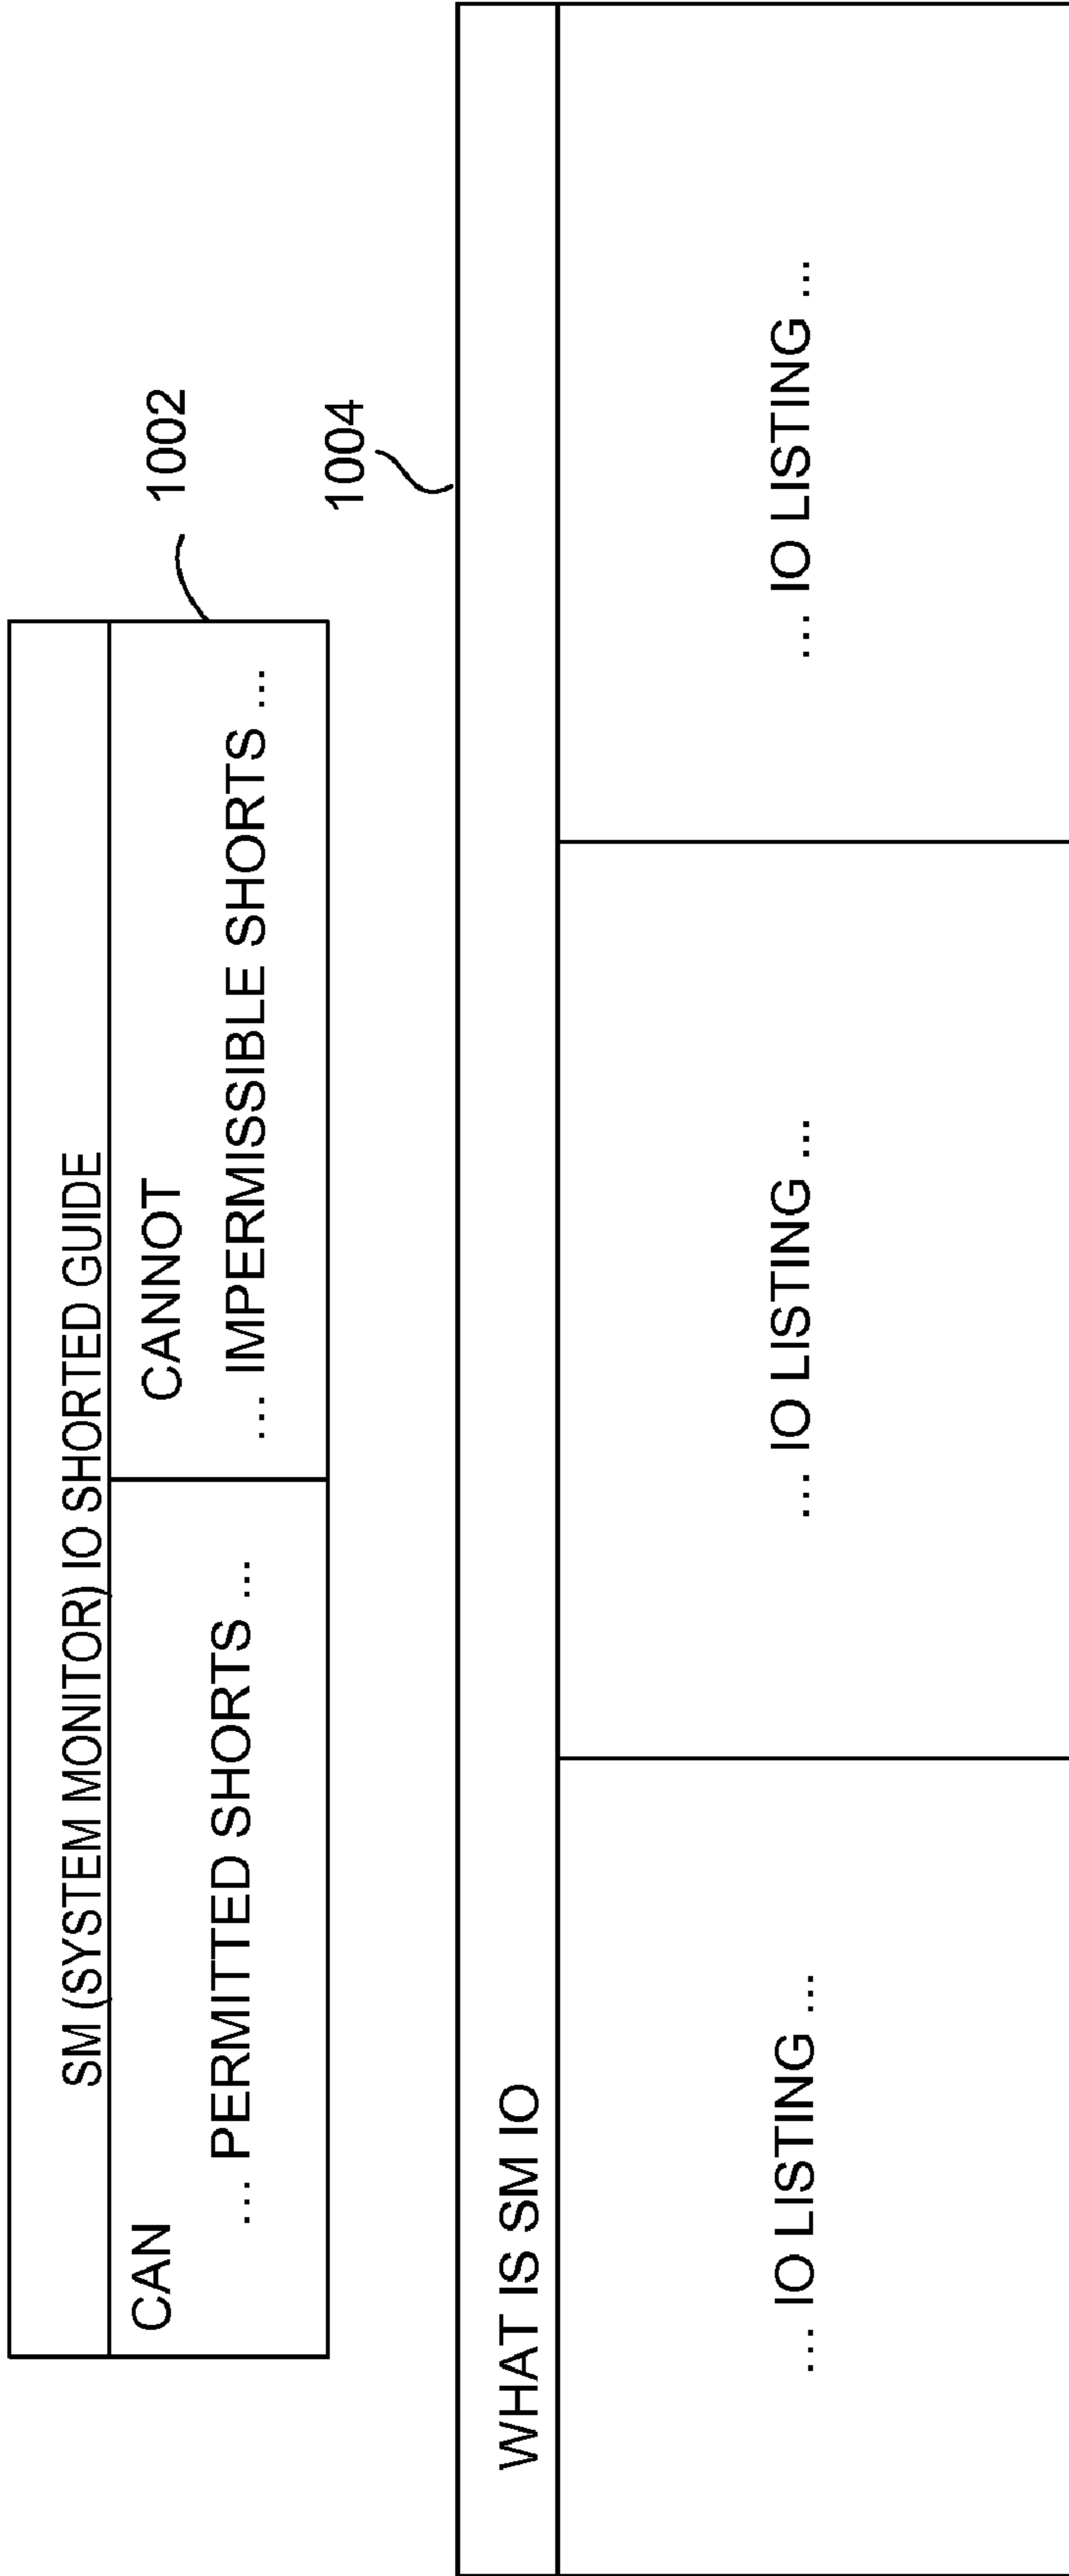 SM (SYSTEM MONITOR) IO SHORTED GUIDE
CAN
... PERMITTED SHORTS ...
CANNOT
... IMPERMISSIBLE SHORTS ...
1002
1004
WHAT IS SM IO
... IO LISTING ...
... IO LISTING ...
... IO LISTING ...